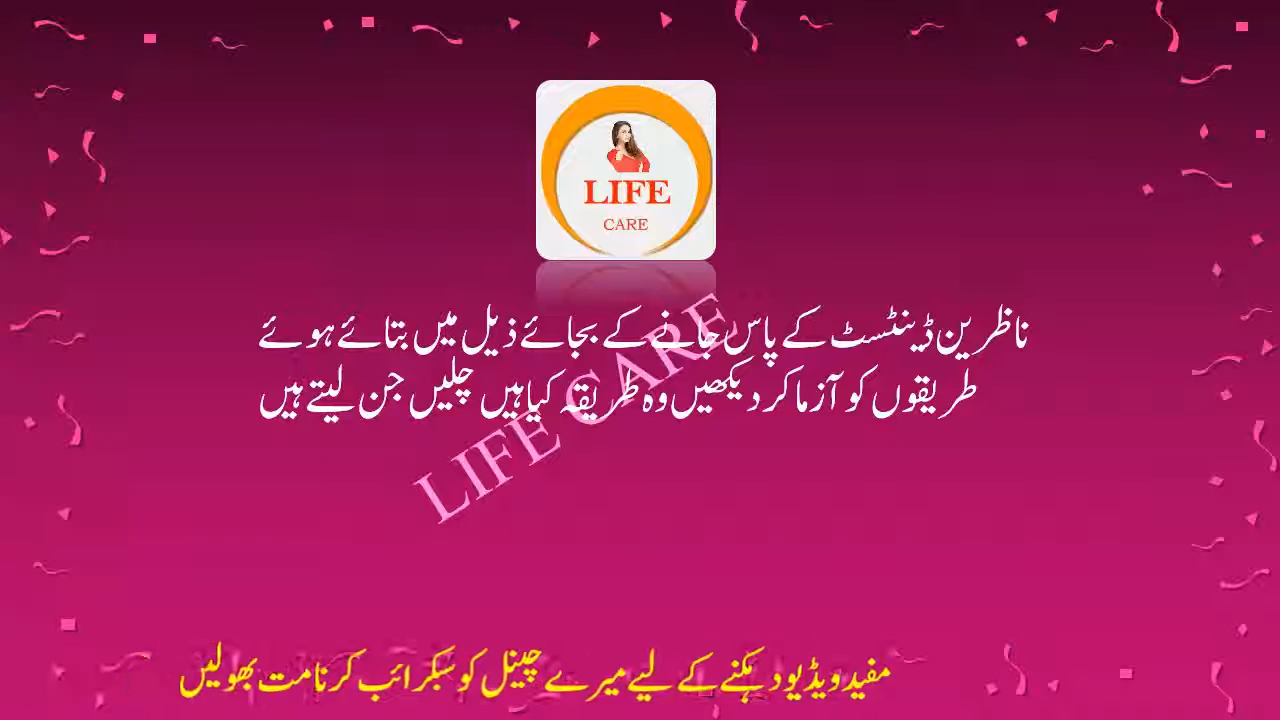 LIFE
CARE
ناظرین ڈینٹسٹ کے پاس جانے کے بجائے ذیل میں بتائے ہوئے
طریقوں کو آزما کر دیکھیں وہ طریقہ کیا ہیں چلیں جن لیتے ہیں
LIFE CARE
مفید ویڈیو دیکنے کے لیے میرے چینل کو سبکرائب کرنا مت بھولیں